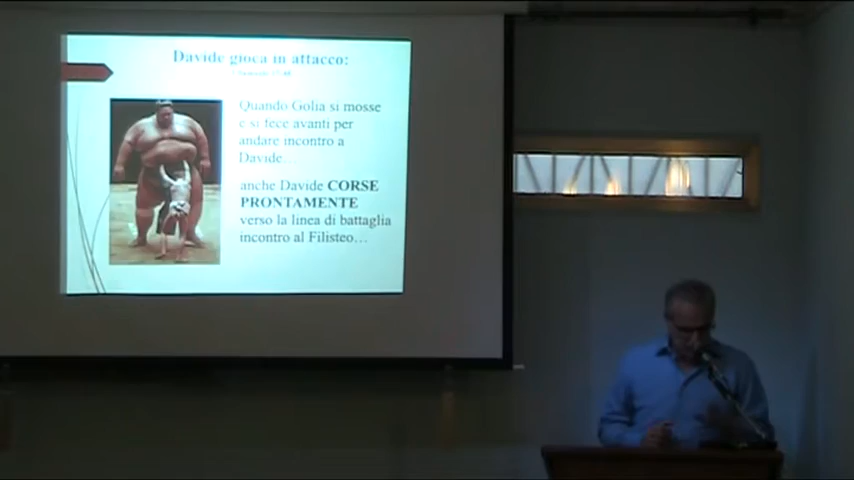 Davide gioca in attacco:
Quando Golia si mosse
e si fece avanti per
andare incontro a
Davide…
anche Davide CORSE
PRONTAMENTE
verso la linea di battaglia
incontro al Filisteo…